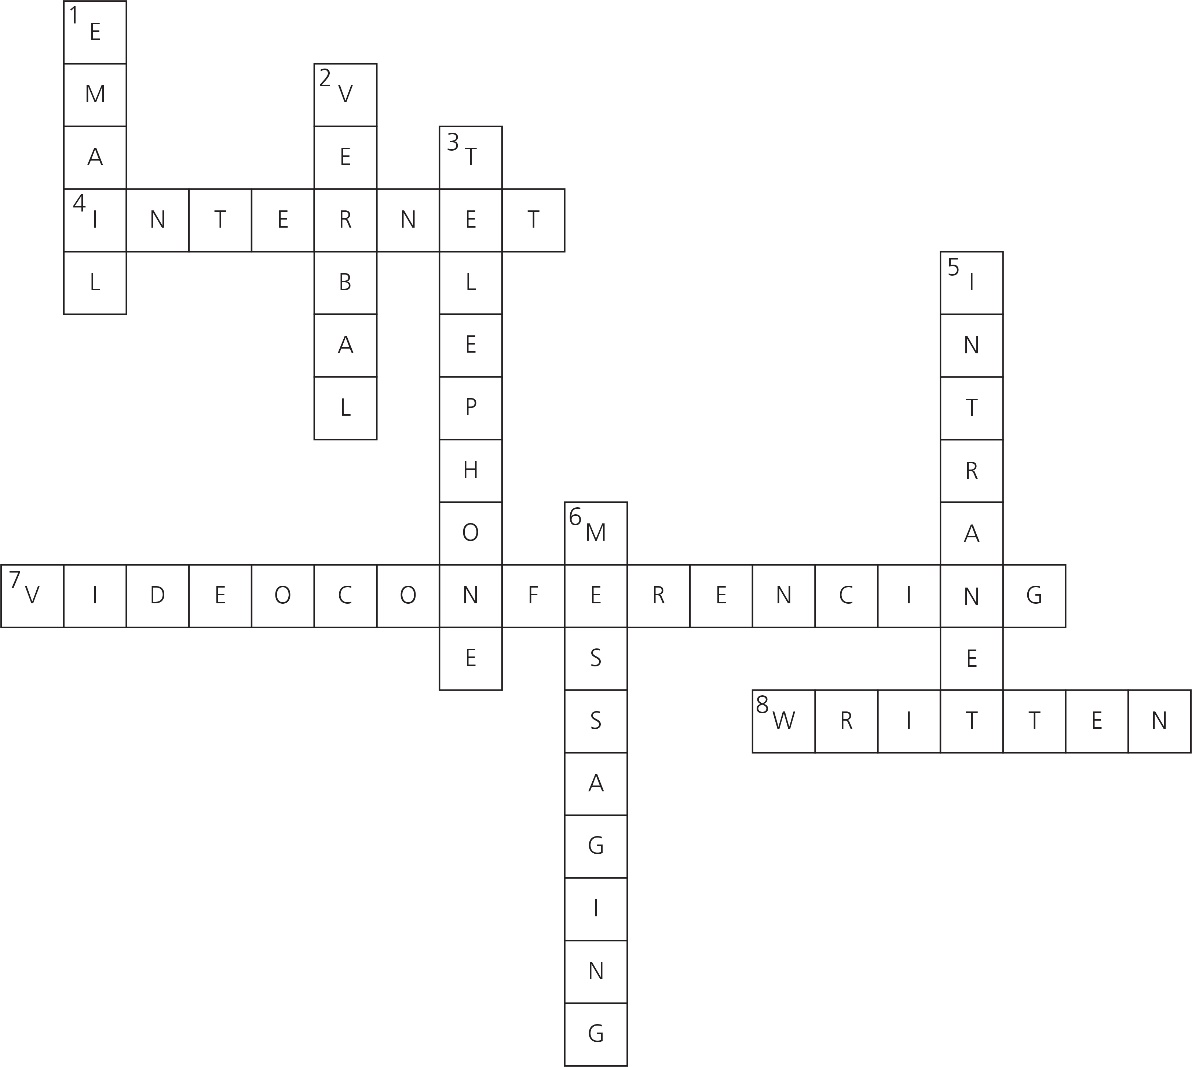 1 E
M 2 V
A E 3 T
4 I N T E R N E T
L B L 5 I
A E N
L P T
H R
O 6 M A
7 V I D E O C O N F E R E N C I N G
E S E
S 8 W R I T T E N
A
G
I
N
G